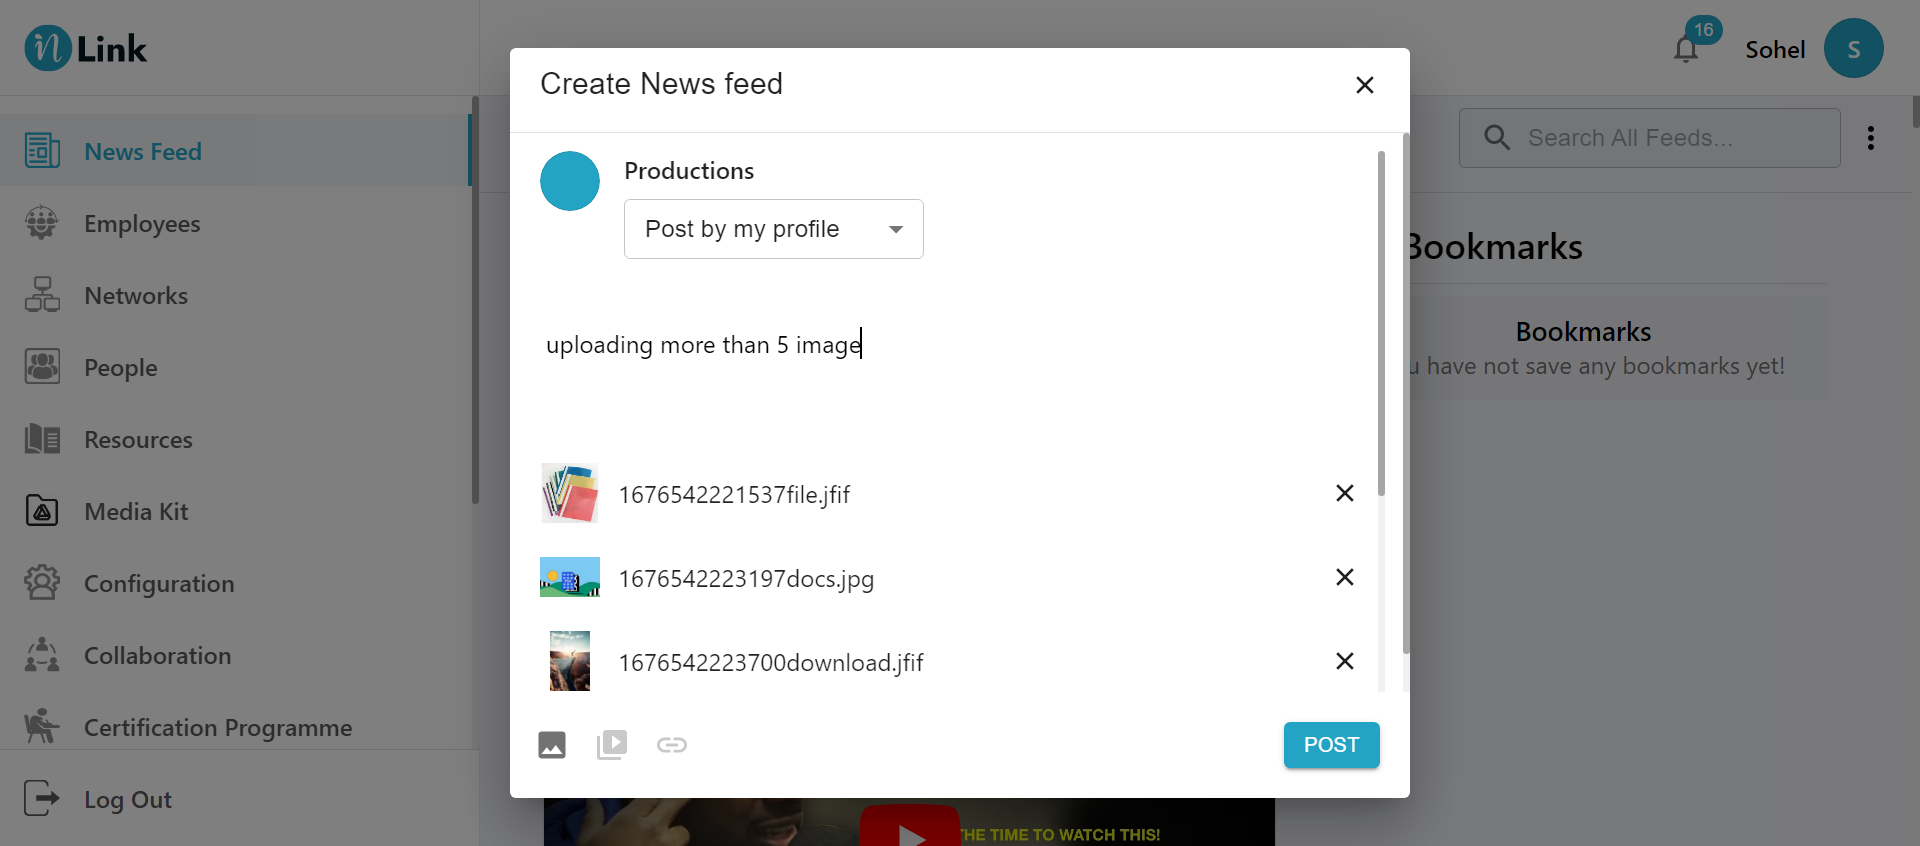 n Link
16
Sohel
S
News Feed
Employees
Networks
People
Resources
Media Kit
Configuration
Collaboration
Certification Programme
Log Out
Create News feed
Productions
Post by my profile
uploading more than 5 image
1676542221537file.jfif
1676542223197docs.jpg
1676542223700download.jfif
POST
Search All Feeds...
Bookmarks
Bookmarks
u have not save any bookmarks yet!
THE TIME TO WATCH THIS!